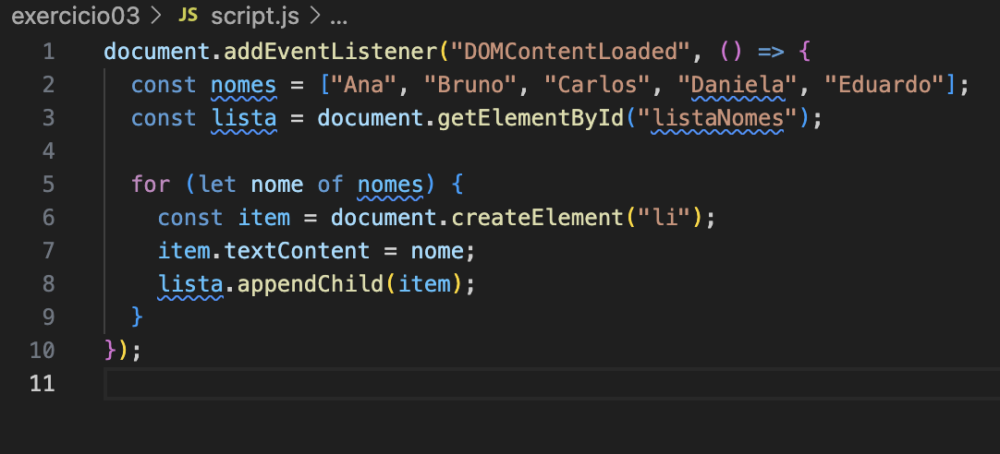 exercicio03 > JS script.js > ...
1 document.addEventListener("DOMContentLoaded", () => {
2 const nomes = ["Ana", "Bruno", "Carlos", "Daniela", "Eduardo"];
3 const lista = document.getElementById("listaNomes");
4
5 for (let nome of nomes) {
6 const item = document.createElement("li");
7 item.textContent = nome;
8 lista.appendChild(item);
9 }
10 });
11